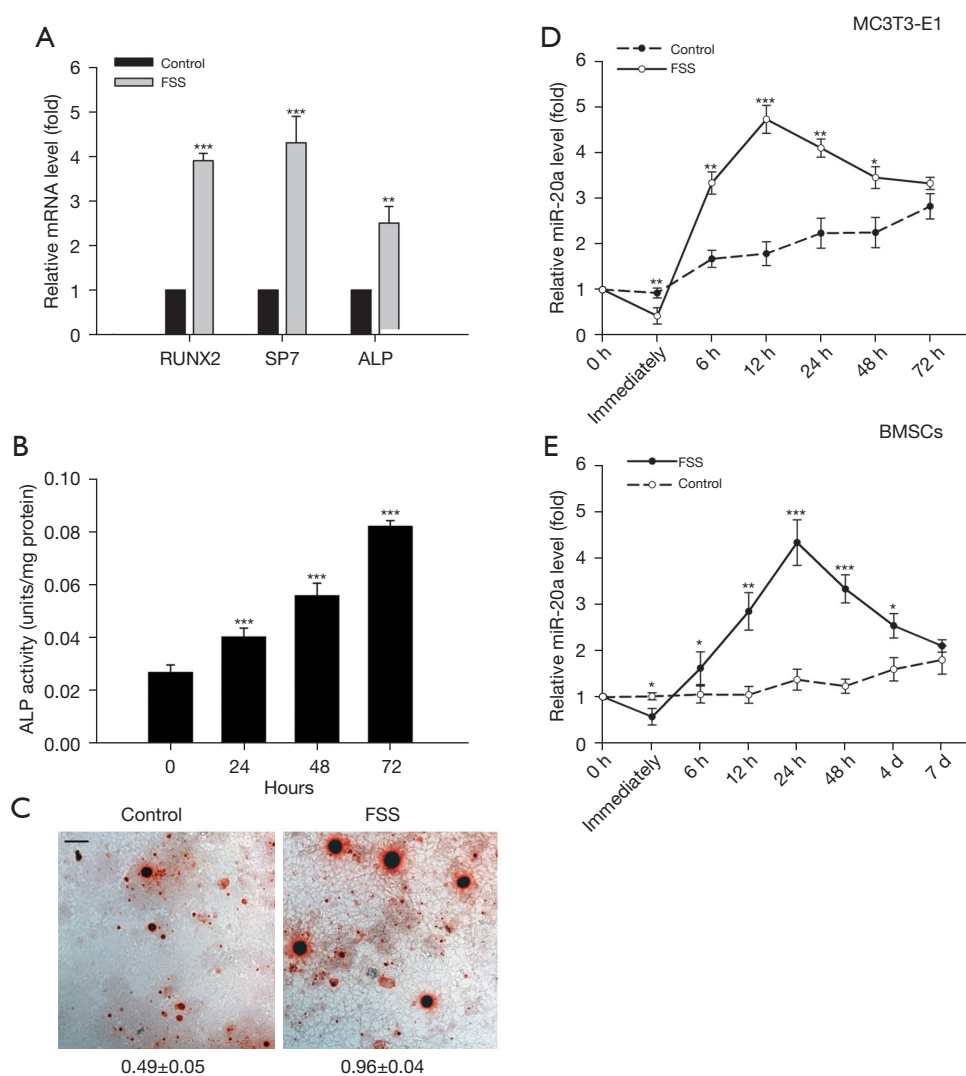 A
Control
FSS
Relative mRNA level (fold)
6
5
4
3
2
1
0
***
***
**
RUNX2 SP7 ALP
B
ALP activity (units/mg protein)
0.10
0.08
0.06
0.04
0.02
0.00
***
***
***
0 24 48 72
Hours
C
Control FSS
0.49±0.05 0.96±0.04
MC3T3-E1
D
Control
FSS
Relative miR-20a level (fold)
6
5
4
3
2
1
0
**
**
***
**
*
0 h Immediately 6 h 12 h 24 h 48 h 72 h
BMSCs
E
FSS
Control
Relative miR-20a level (fold)
6
5
4
3
2
1
0
*
*
**
***
***
*
0 h Immediately 6 h 12 h 24 h 48 h 4 d 7 d